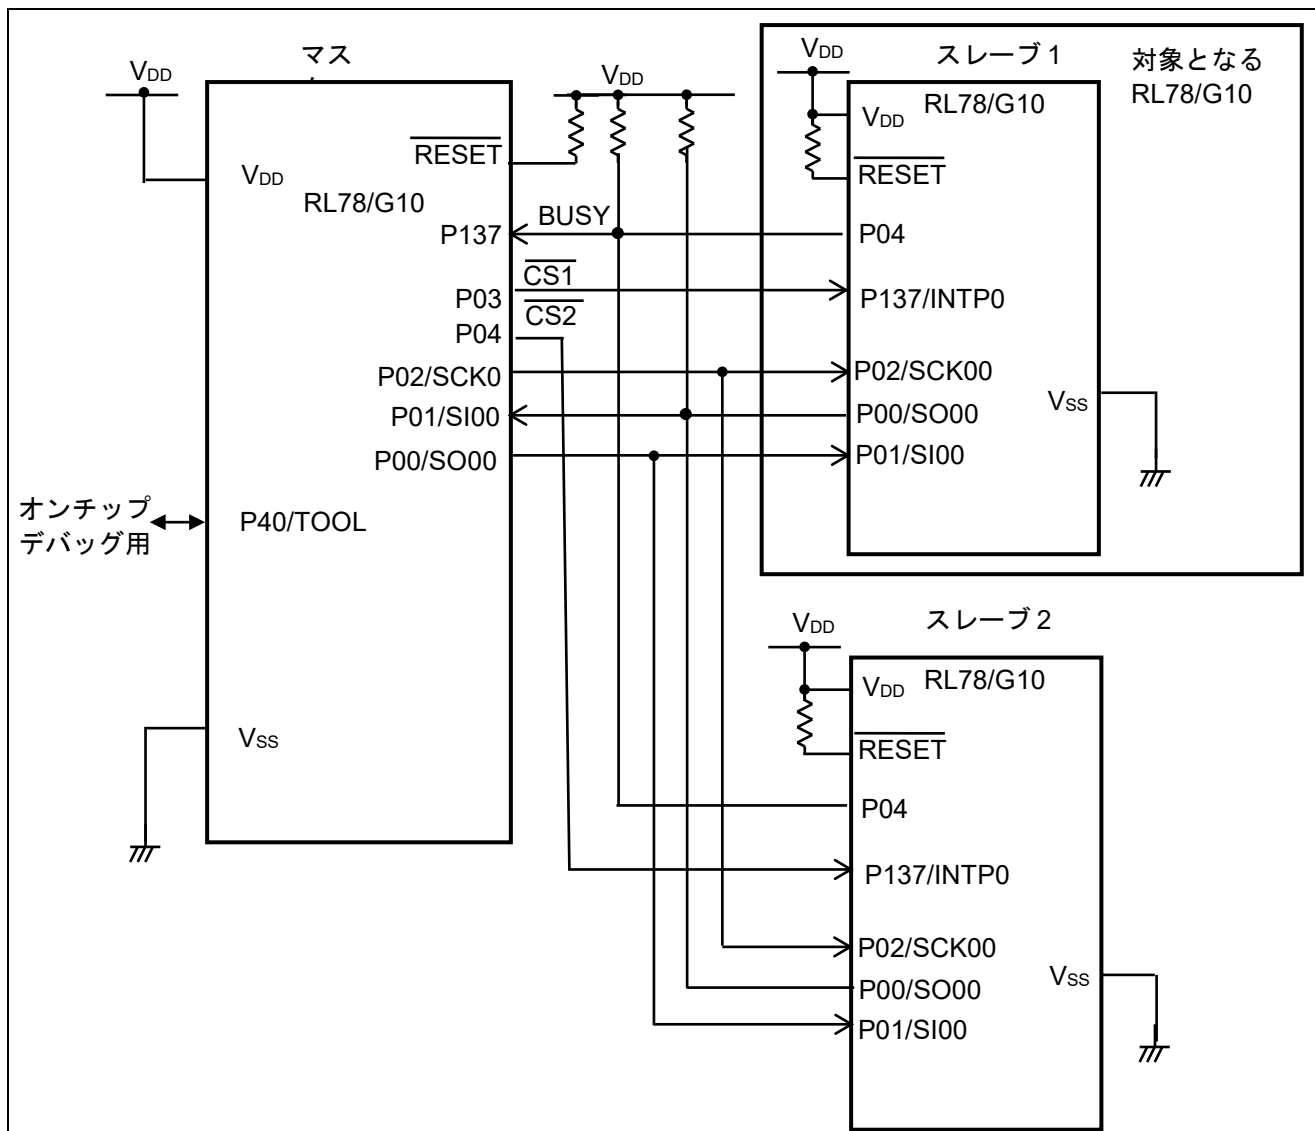 マス
VDD
VDD
RL78/G10
RESET
P137
P03
P04
P02/SCK0
P01/SI00
P00/SO00
P40/TOOL
VSS
オンチップ
デバッグ用
VDD
BUSY
CS1
CS2
スレーブ1
対象となる
RL78/G10
VDD
RL78/G10
VDD
RESET
P04
P137/INTP0
P02/SCK00
P00/SO00
P01/SI00
VSS
スレーブ2
VDD
RL78/G10
VDD
RESET
P04
P137/INTP0
P02/SCK00
P00/SO00
P01/SI00
VSS